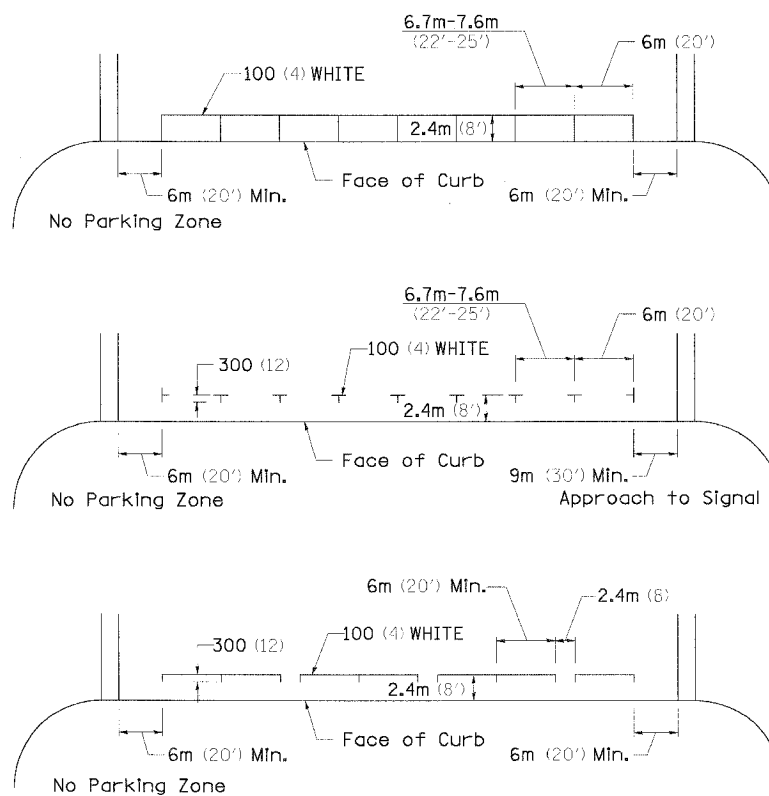 6.7m-7.6m
(22'-25')
6m (20')
100 (4) WHITE
2.4m (8')
Face of Curb
6m (20') Min.
6m (20') Min.
No Parking Zone
6.7m-7.6m
(22'-25')
6m (20')
300 (12)
100 (4) WHITE
2.4m (8')
Face of Curb
6m (20') Min.
9m (30') Min.
No Parking Zone
Approach to Signal
6m (20') Min.
2.4m (8)
300 (12)
100 (4) WHITE
2.4m (8')
Face of Curb
6m (20') Min.
6m (20') Min.
No Parking Zone